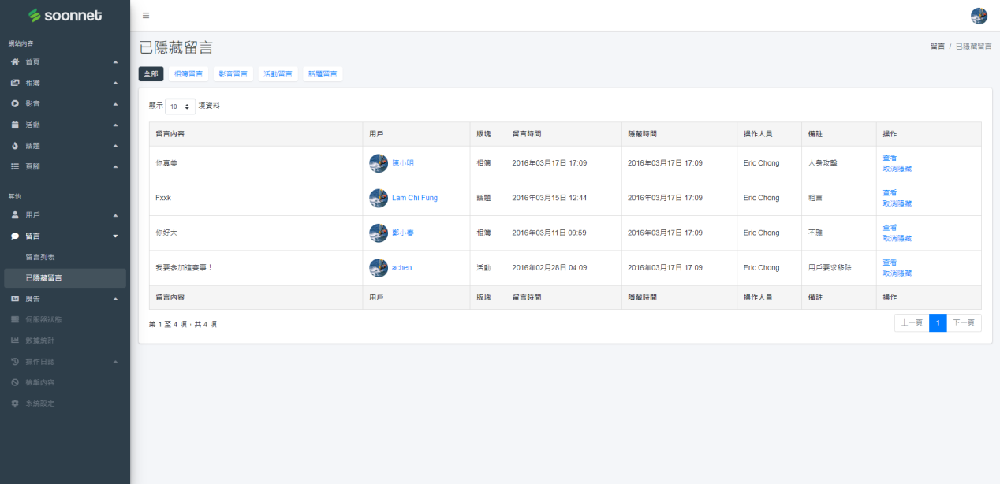 soonnet
網站內容
首頁
相簿
影音
活動
話題
頁腳
其他
用戶
留言
留言列表
已隱藏留言
廣告
伺服器狀態
數據統計
操作日誌
檢舉內容
系統設定
已隱藏留言
留言 / 已隱藏留言
全部 相簿留言 影音留言 活動留言 話題留言
顯示 10 項資料
留言內容 用戶 版塊 留言時間 隱藏時間 操作人員 備註 操作
你真美 陳小明 相簿 2016年03月17日 17:09 2016年03月17日 17:09 Eric Chong 人身攻擊 查看
取消隱藏
Fxxk Lam Chi Fung 話題 2016年03月15日 12:44 2016年03月17日 17:09 Eric Chong 粗言 查看
取消隱藏
你好大 鄭小春 相簿 2016年03月11日 09:59 2016年03月17日 17:09 Eric Chong 不雅 查看
取消隱藏
我要參加這賽事！ achen 活動 2016年02月28日 04:09 2016年03月17日 17:09 Eric Chong 用戶要求移除 查看
取消隱藏
留言內容 用戶 版塊 留言時間 隱藏時間 操作人員 備註 操作
第 1 至 4 項，共 4 項
上一頁 1 下一頁